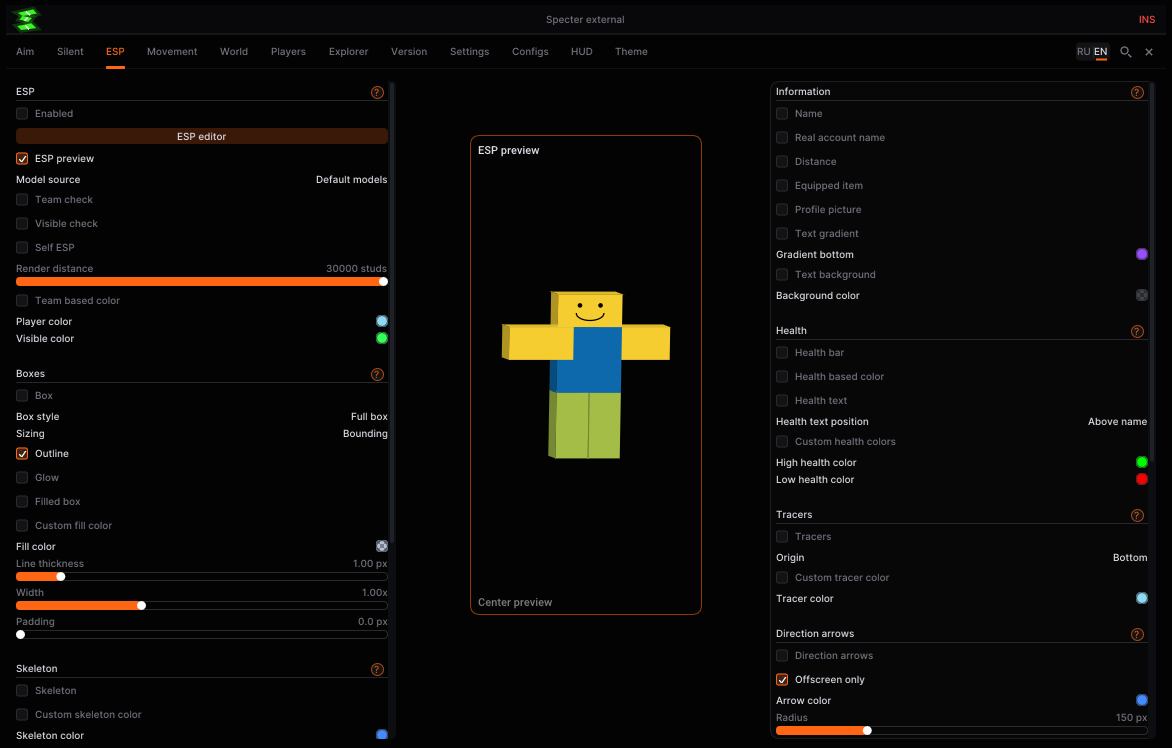 Specter external
INS
Aim Silent ESP Movement World Players Explorer Version Settings Configs HUD Theme RU EN
ESP
Enabled
ESP editor
ESP preview
Model source Default models
Team check
Visible check
Self ESP
Render distance 30000 studs
Team based color
Player color
Visible color
Boxes
Box
Box style Full box
Sizing Bounding
Outline
Glow
Filled box
Custom fill color
Fill color
Line thickness 1.00 px
Width 1.00x
Padding 0.0 px
Skeleton
Skeleton
Custom skeleton color
Skeleton color
ESP preview
Center preview
Information
Name
Real account name
Distance
Equipped item
Profile picture
Text gradient
Gradient bottom
Text background
Background color
Health
Health bar
Health based color
Health text
Health text position Above name
Custom health colors
High health color
Low health color
Tracers
Tracers
Origin Bottom
Custom tracer color
Tracer color
Direction arrows
Direction arrows
Offscreen only
Arrow color
Radius 150 px